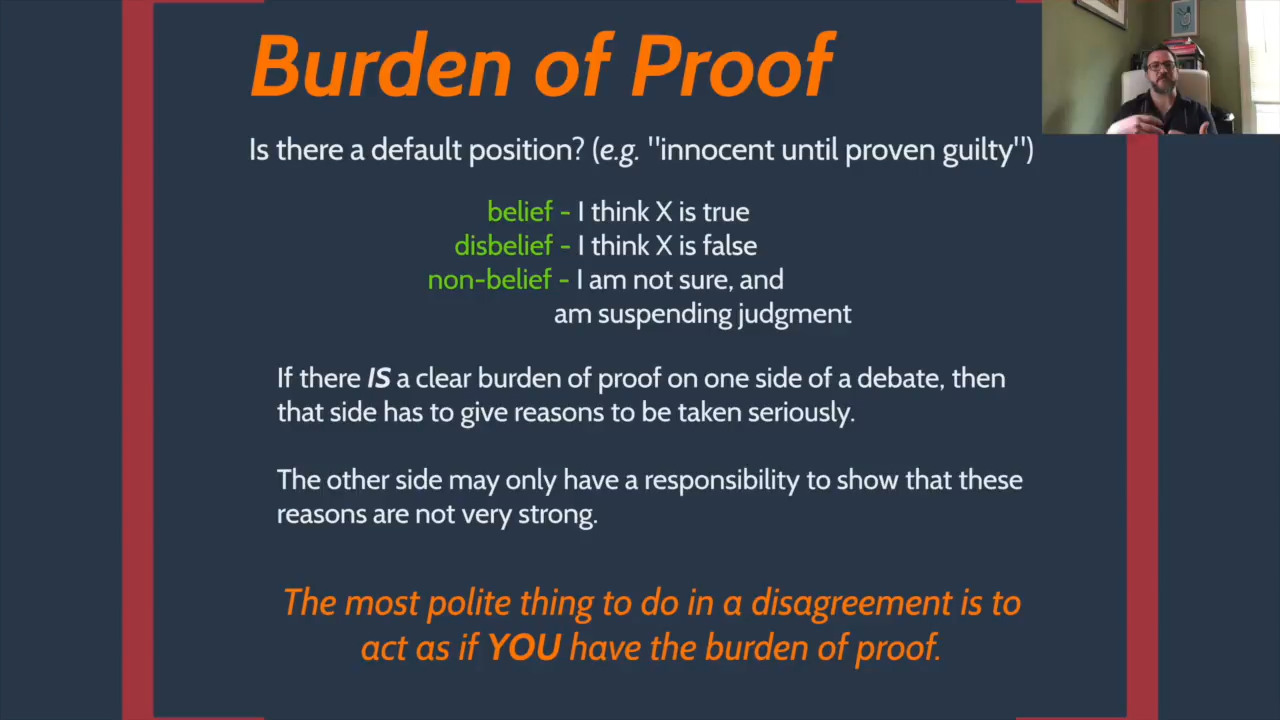 Burden of Proof
Is there a default position? (e.g. "innocent until proven guilty")
belief - I think X is true
disbelief - I think X is false
non-belief - I am not sure, and
am suspending judgment
If there IS a clear burden of proof on one side of a debate, then
that side has to give reasons to be taken seriously.
The other side may only have a responsibility to show that these
reasons are not very strong.
The most polite thing to do in a disagreement is to
act as if YOU have the burden of proof.